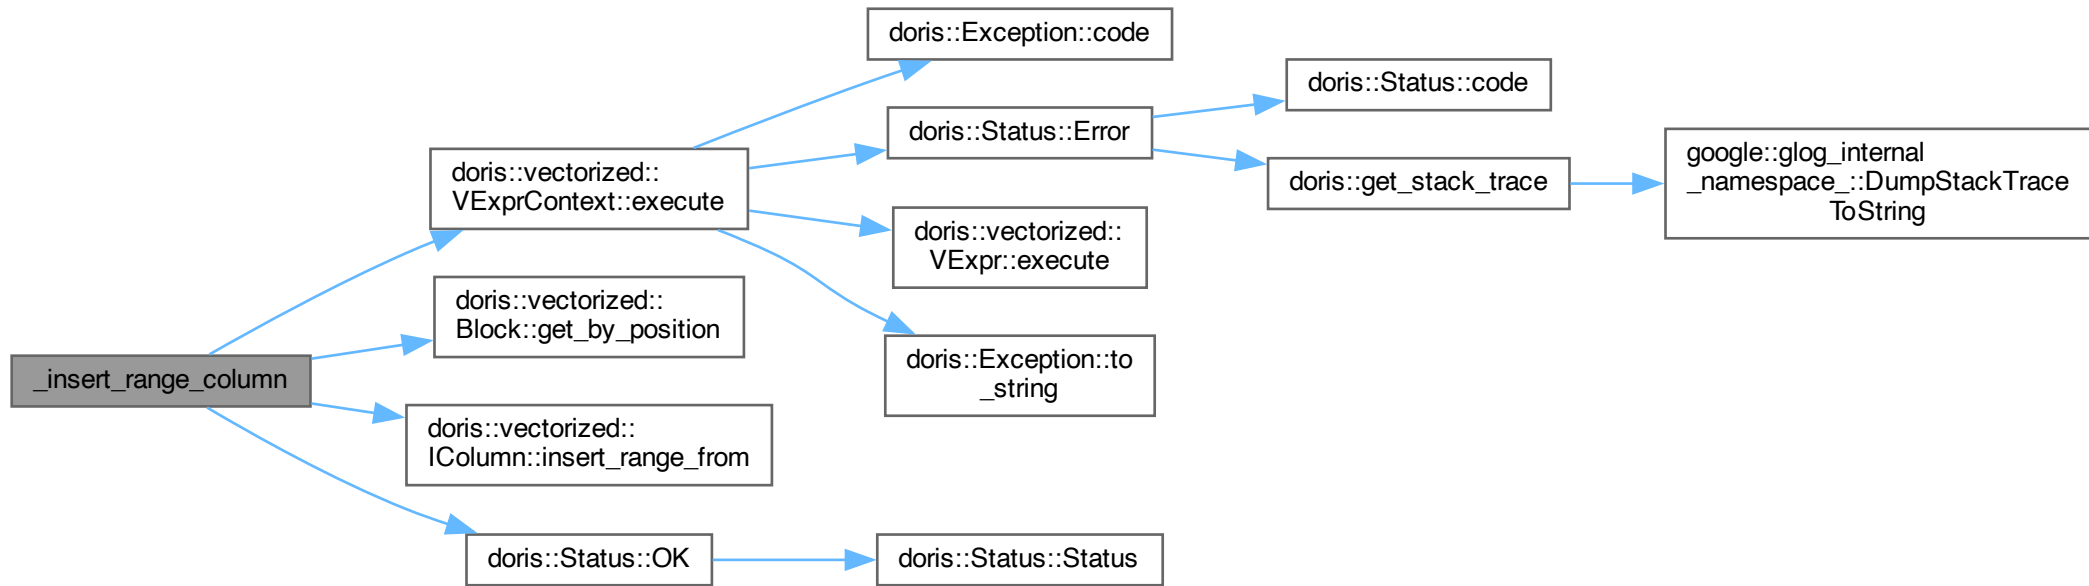 doris::Exception::code
doris::Status::code
doris::Status::Error
google::glog_internal
_namespace_::DumpStackTrace
ToString
doris::vectorized::
VExprContext::execute
doris::get_stack_trace
doris::vectorized::
VExpr::execute
doris::vectorized::
Block::get_by_position
doris::Exception::to
_string
_insert_range_column
doris::vectorized::
IColumn::insert_range_from
doris::Status::OK
doris::Status::Status